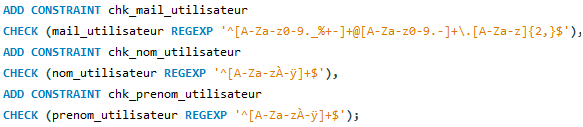 ADD CONSTRAINT chk_mail_utilisateur
CHECK (mail_utilisateur REGEXP '^[A-Za-z0-9._%+-]+@[A-Za-z0-9.-]+\.[A-Za-z]{2,}$'),
ADD CONSTRAINT chk_nom_utilisateur
CHECK (nom_utilisateur REGEXP '^[A-Za-zÀ-ÿ]+$'),
ADD CONSTRAINT chk_prenom_utilisateur
CHECK (prenom_utilisateur REGEXP '^[A-Za-zÀ-ÿ]+$');